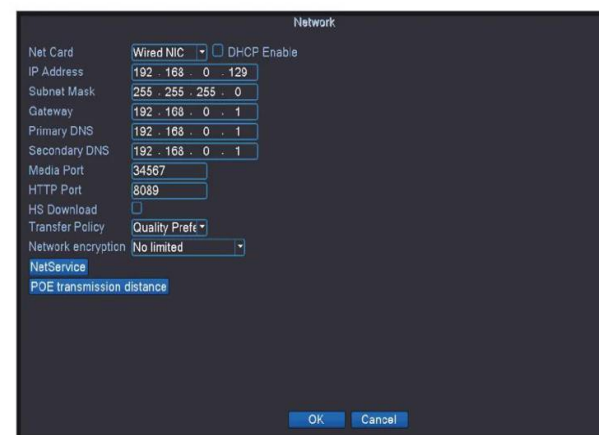 Network
Net Card Wired NIC DHCP Enable
IP Address 192 . 168 . 0 . 129
Subnet Mask 255 . 255 . 255 . 0
Gateway 192 . 168 . 0 . 1
Primary DNS 192 . 168 . 0 . 1
Secondary DNS 192 . 168 . 0 . 1
Media Port 34567
HTTP Port 8089
HS Download
Transfer Policy Quality Prefe
Network encryption No limited
NetService
POE transmission distance
OK Cancel